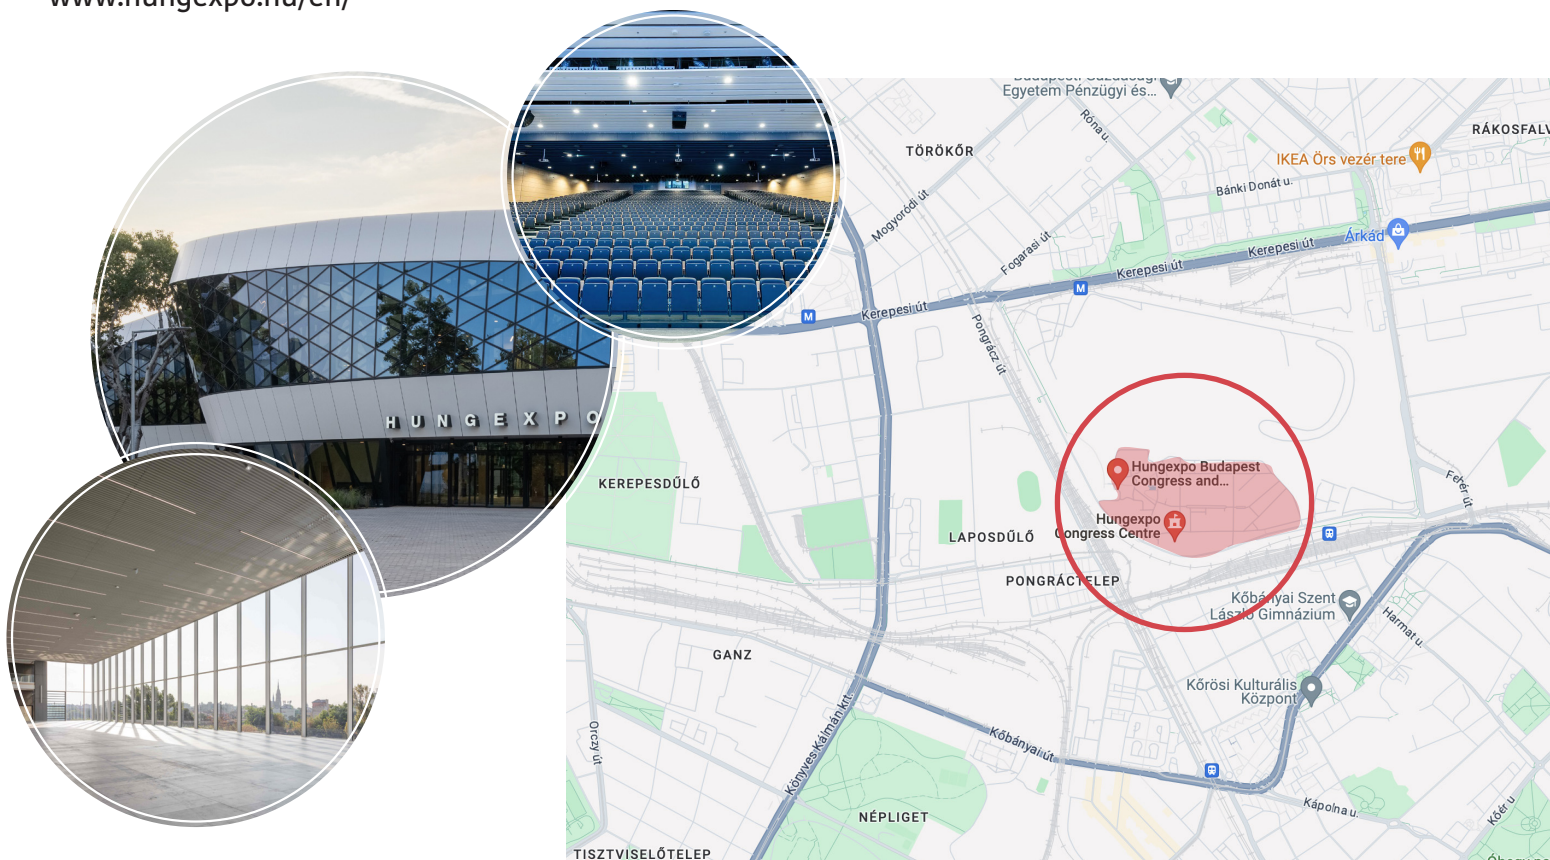 www.hungexpo.hu/en/
HUNGEXPO
Egyetem Pénzügyi és...
Róna u.
TÖRÖKŐR
RÁKOSFALV
IKEA Örs vezér tere
Bánki Donát u.
Mogyoródi út
Fogarasi út
Árkád
Kerepesi út
Kerepesi út
M
M
Kerepesi út
Pongrácz út
Hungexpo Budapest
Congress and...
KEREPESDŰLŐ
Fehér út
Hungexpo
Congress Centre
LAPOSDŰLŐ
PONGRÁCTELEP
Kőbányai Szent
László Gimnázium
Harmat u.
GANZ
Kőrösi Kulturális
Központ
Könyves Kálmán krt.
Orczy út
Kőbányai út
Kápolna u.
Kőér u
NÉPLIGET
TISZTVISELŐTELEP